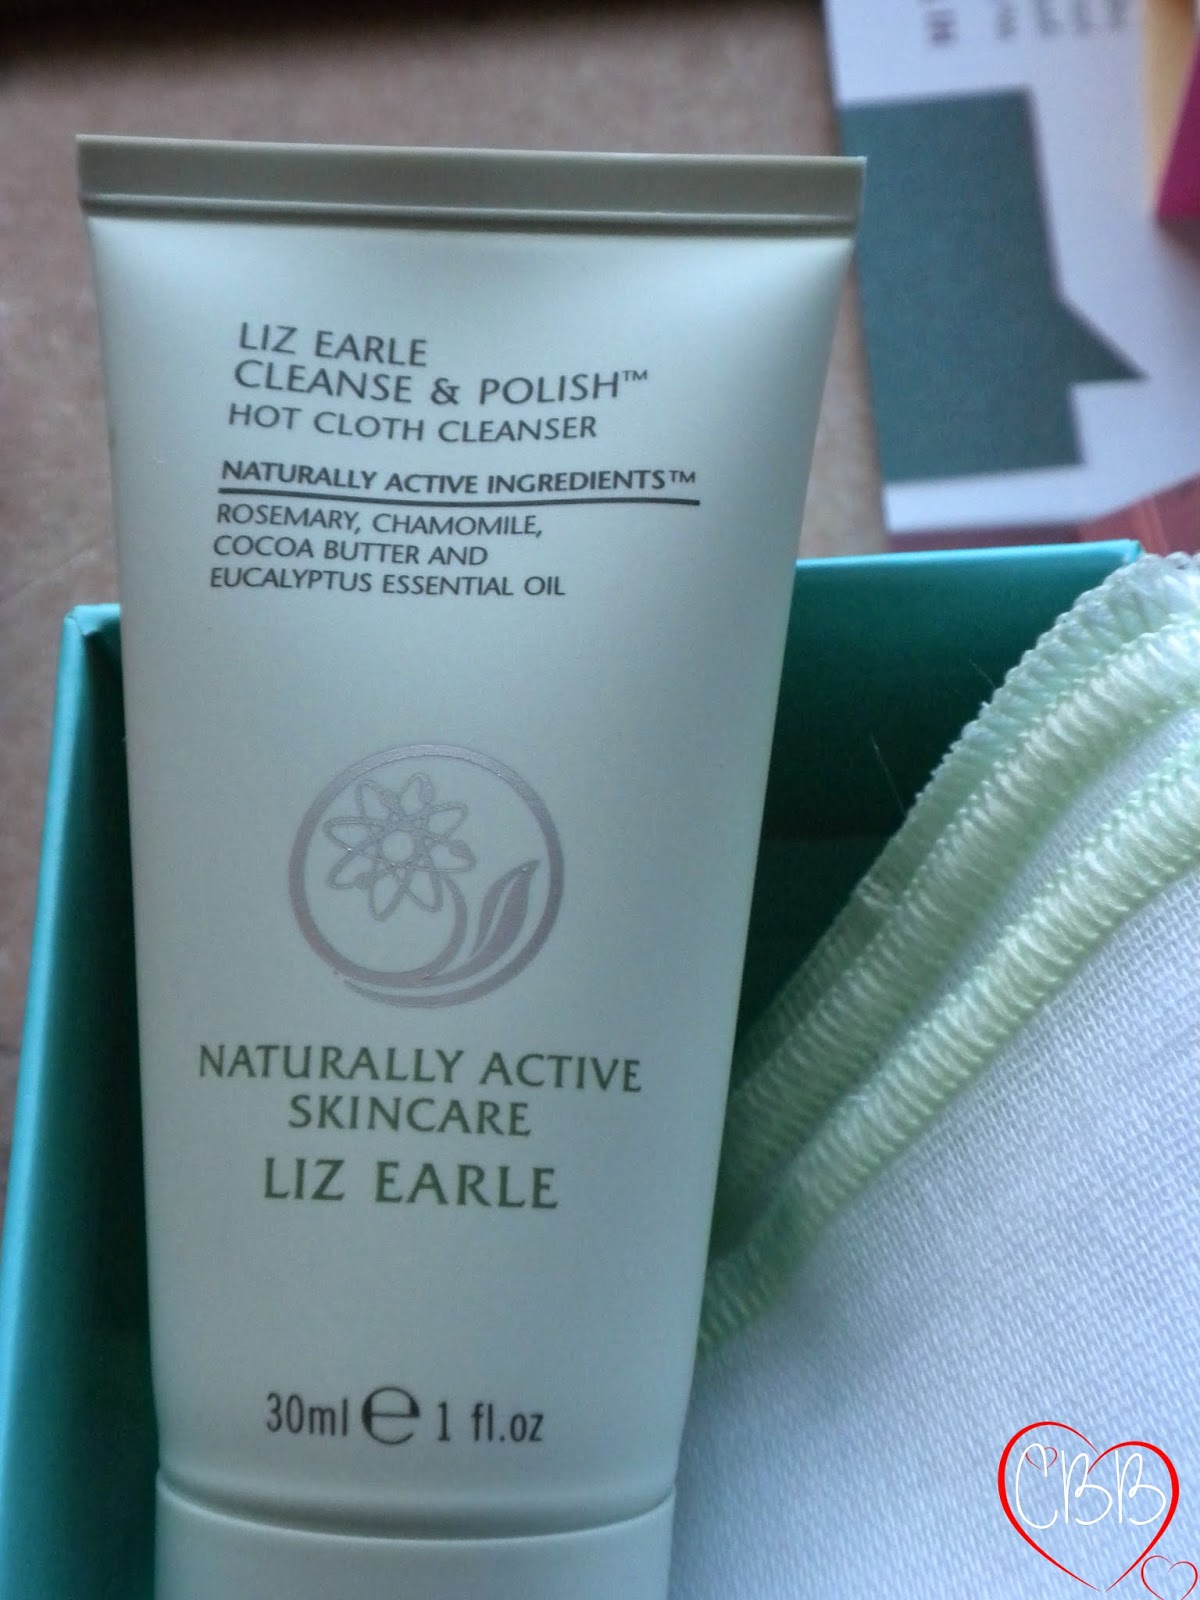 LIZ EARLE
CLEANSE & POLISH™
HOT CLOTH CLEANSER
NATURALLY ACTIVE INGREDIENTS™
ROSEMARY, CHAMOMILE,
COCOA BUTTER AND
EUCALYPTUS ESSENTIAL OIL
NATURALLY ACTIVE
SKINCARE
LIZ EARLE
30ml ℮ 1 fl.oz
CBB